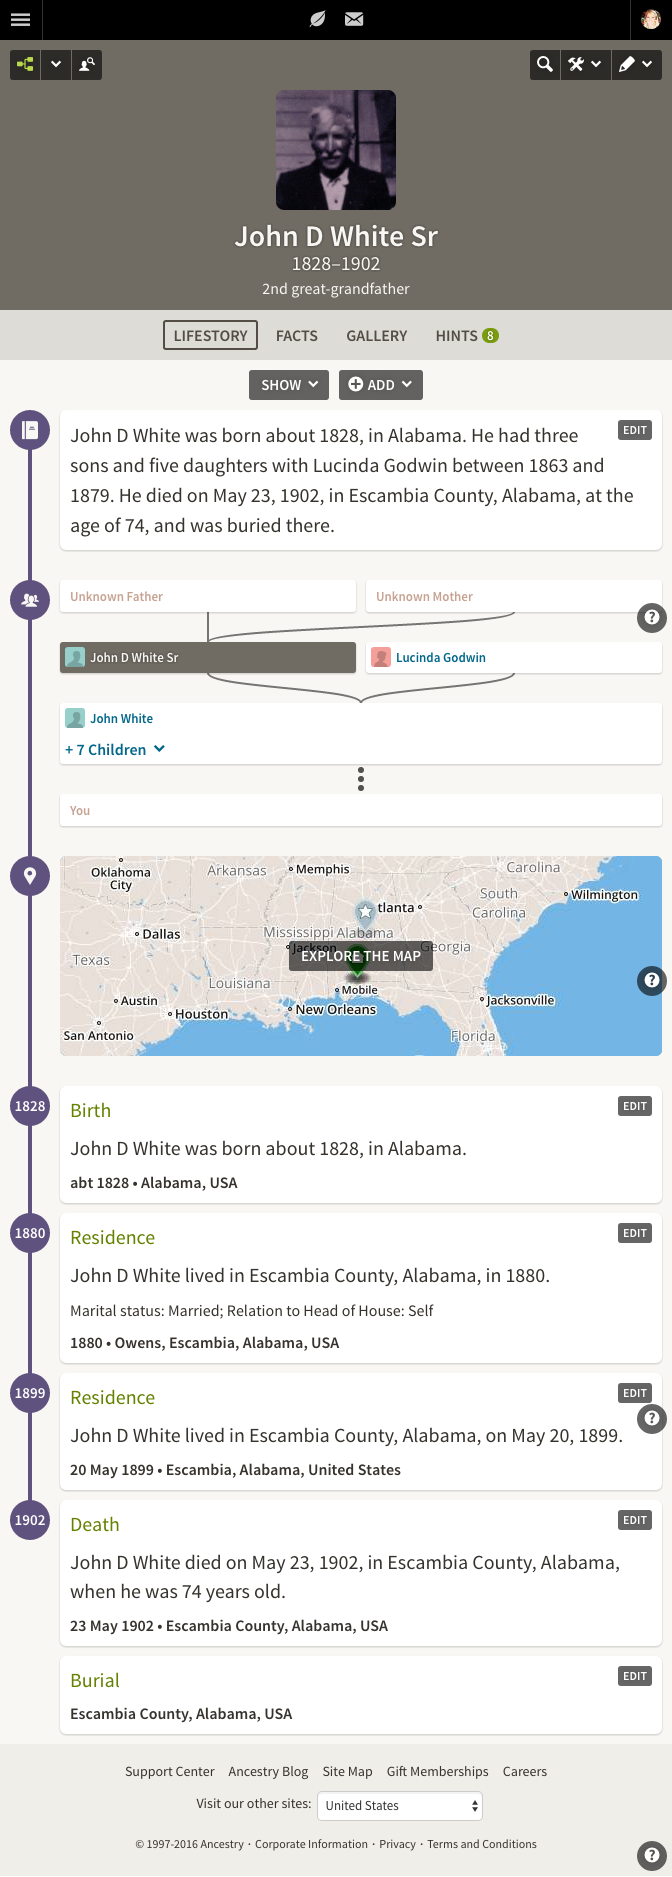 John D White Sr
1828–1902
2nd great-grandfather
LIFESTORY FACTS GALLERY HINTS 8
SHOW ADD
John D White was born about 1828, in Alabama. He had three
EDIT
sons and five daughters with Lucinda Godwin between 1863 and
1879. He died on May 23, 1902, in Escambia County, Alabama, at the
age of 74, and was buried there.
Unknown Father Unknown Mother
?
John D White Sr Lucinda Godwin
John White
+ 7 Children
You
Oklahoma
City
Arkansas
Memphis
Carolina
South
Carolina
Wilmington
tlanta
Dallas
Mississippi Alabama
Jackson
Georgia
EXPLORE THE MAP
Texas
Louisiana
Mobile
?
Austin
Houston
New Orleans
Jacksonville
San Antonio
Florida
1828
Birth
EDIT
John D White was born about 1828, in Alabama.
abt 1828 • Alabama, USA
1880
Residence
EDIT
John D White lived in Escambia County, Alabama, in 1880.
Marital status: Married; Relation to Head of House: Self
1880 • Owens, Escambia, Alabama, USA
1899
Residence
EDIT
?
John D White lived in Escambia County, Alabama, on May 20, 1899.
20 May 1899 • Escambia, Alabama, United States
1902
Death
EDIT
John D White died on May 23, 1902, in Escambia County, Alabama,
when he was 74 years old.
23 May 1902 • Escambia County, Alabama, USA
Burial
EDIT
Escambia County, Alabama, USA
Support Center Ancestry Blog Site Map Gift Memberships Careers
Visit our other sites: United States
© 1997-2016 Ancestry · Corporate Information · Privacy · Terms and Conditions
?